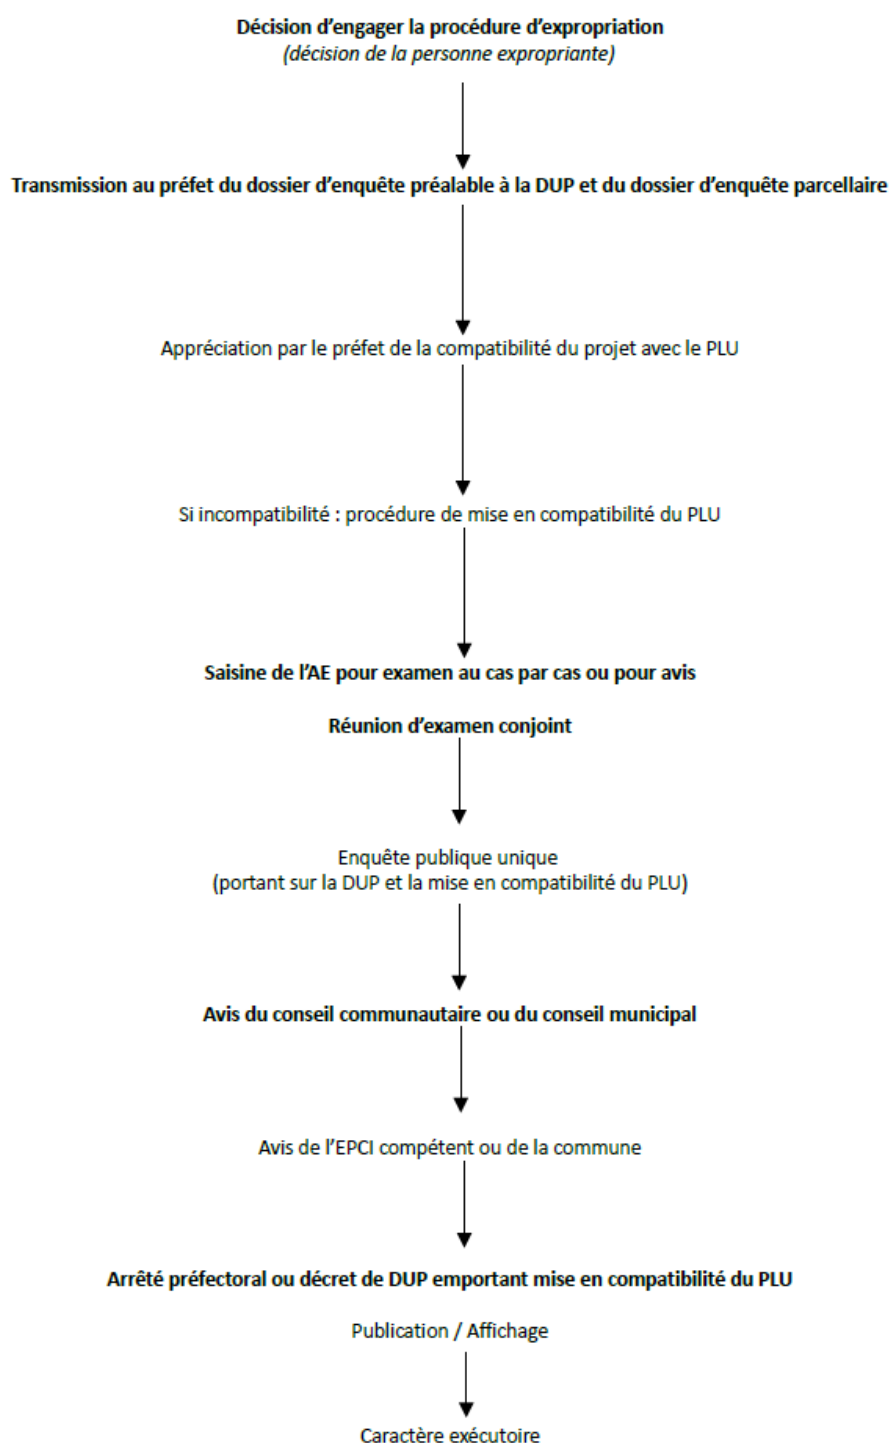 Décision d’engager la procédure d’expropriation
(décision de la personne expropriante)
Transmission au préfet du dossier d’enquête préalable à la DUP et du dossier d’enquête parcellaire
Appréciation par le préfet de la compatibilité du projet avec le PLU
Si incompatibilité : procédure de mise en compatibilité du PLU
Saisine de l’AE pour examen au cas par cas ou pour avis
Réunion d’examen conjoint
Enquête publique unique
(portant sur la DUP et la mise en compatibilité du PLU)
Avis du conseil communautaire ou du conseil municipal
Avis de l’EPCI compétent ou de la commune
Arrêté préfectoral ou décret de DUP emportant mise en compatibilité du PLU
Publication / Affichage
Caractère exécutoire